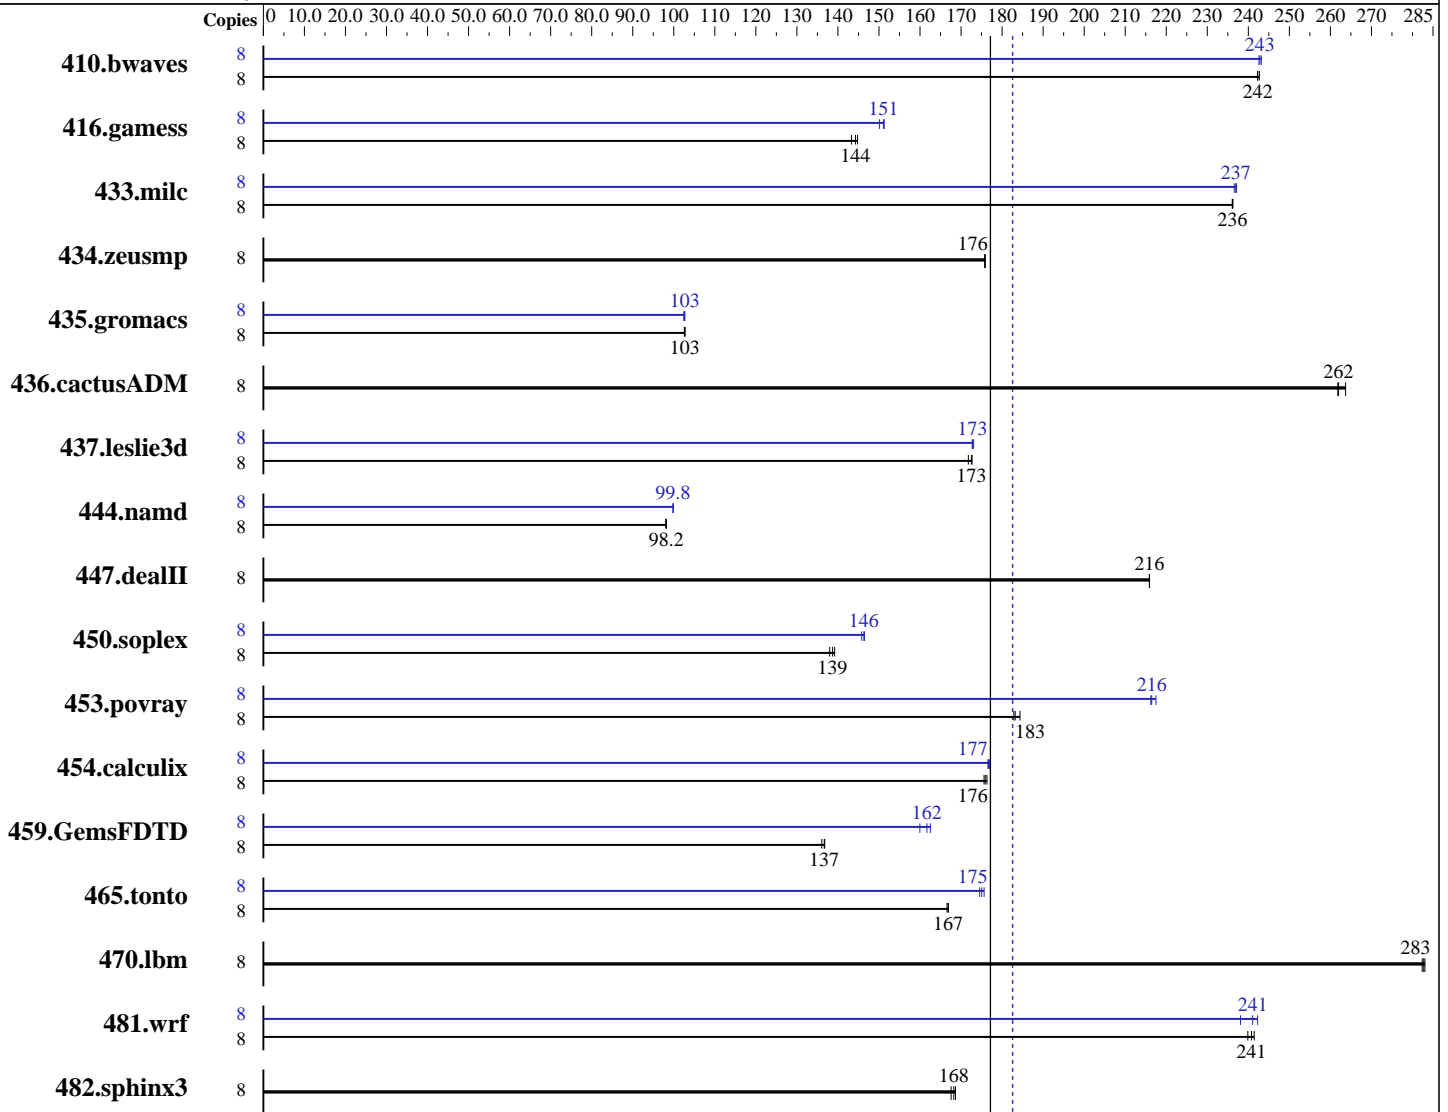 Copies 0 10.0 20.0 30.0 40.0 50.0 60.0 70.0 80.0 90.0 100 110 120 130 140 150 160 170 180 190 200 210 220 230 240 250 260 270 285
243
410.bwaves 8
8
242
151
416.gamess 8
8
144
237
433.milc 8
8
236
176
434.zeusmp 8
103
435.gromacs 8
8
103
262
436.cactusADM 8
173
437.leslie3d 8
8
173
99.8
444.namd 8
8
98.2
216
447.dealII 8
146
450.soplex 8
8
139
216
453.povray 8
8
183
177
454.calculix 8
8
176
162
459.GemsFDTD 8
8
137
175
465.tonto 8
8
167
283
470.lbm 8
241
481.wrf 8
8
241
168
482.sphinx3 8